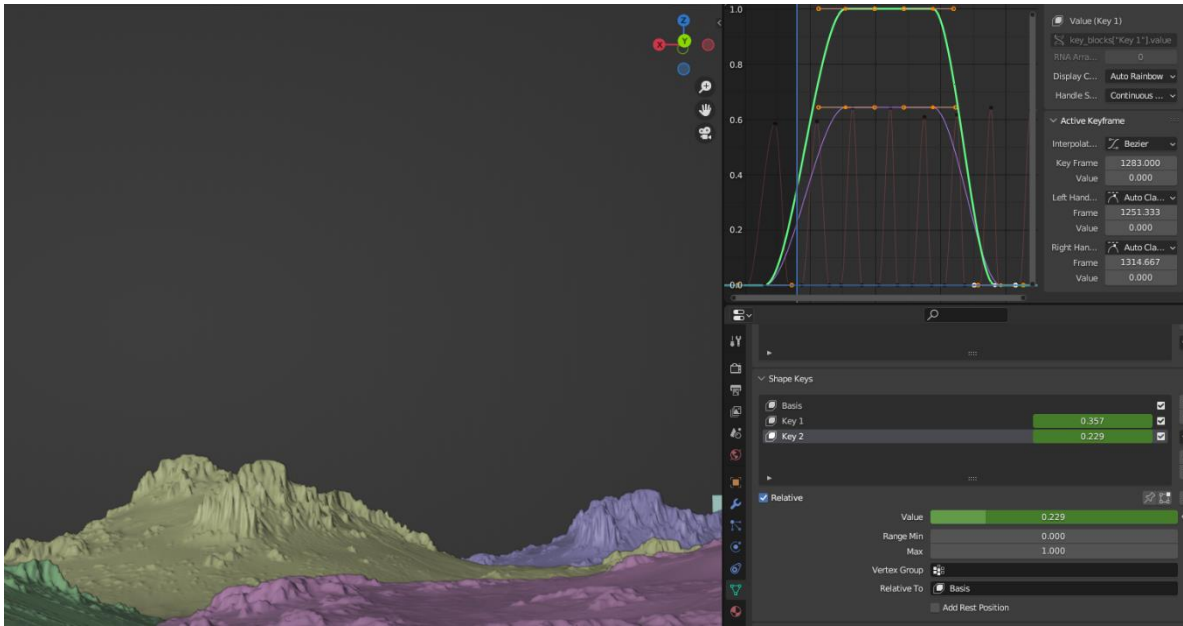 Z
X
Y
1.0
0.8
0.6
0.4
0.2
0.0
Value (Key 1)
key_blocks["Key 1"].value
RNA Arra... 0
Display C... Auto Rainbow
Handle S... Continuous ...
Active Keyframe
Interpolat... Bezier
Key Frame 1283.000
Value 0.000
Left Hand... Auto Cla...
Frame 1251.333
Value 0.000
Right Han... Auto Cla...
Frame 1314.667
Value 0.000
Shape Keys
Basis
Key 1 0.357
Key 2 0.229
Relative
Value 0.229
Range Min 0.000
Max 1.000
Vertex Group
Relative To Basis
Add Rest Position